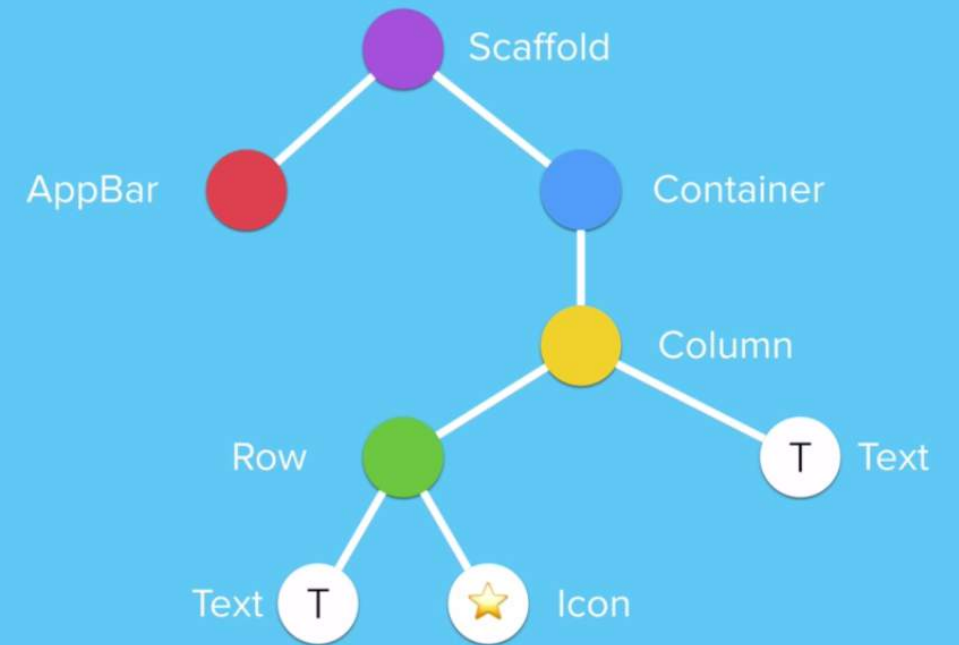 Scaffold
AppBar
Container
Column
Row
T
Text
Text
T
Icon